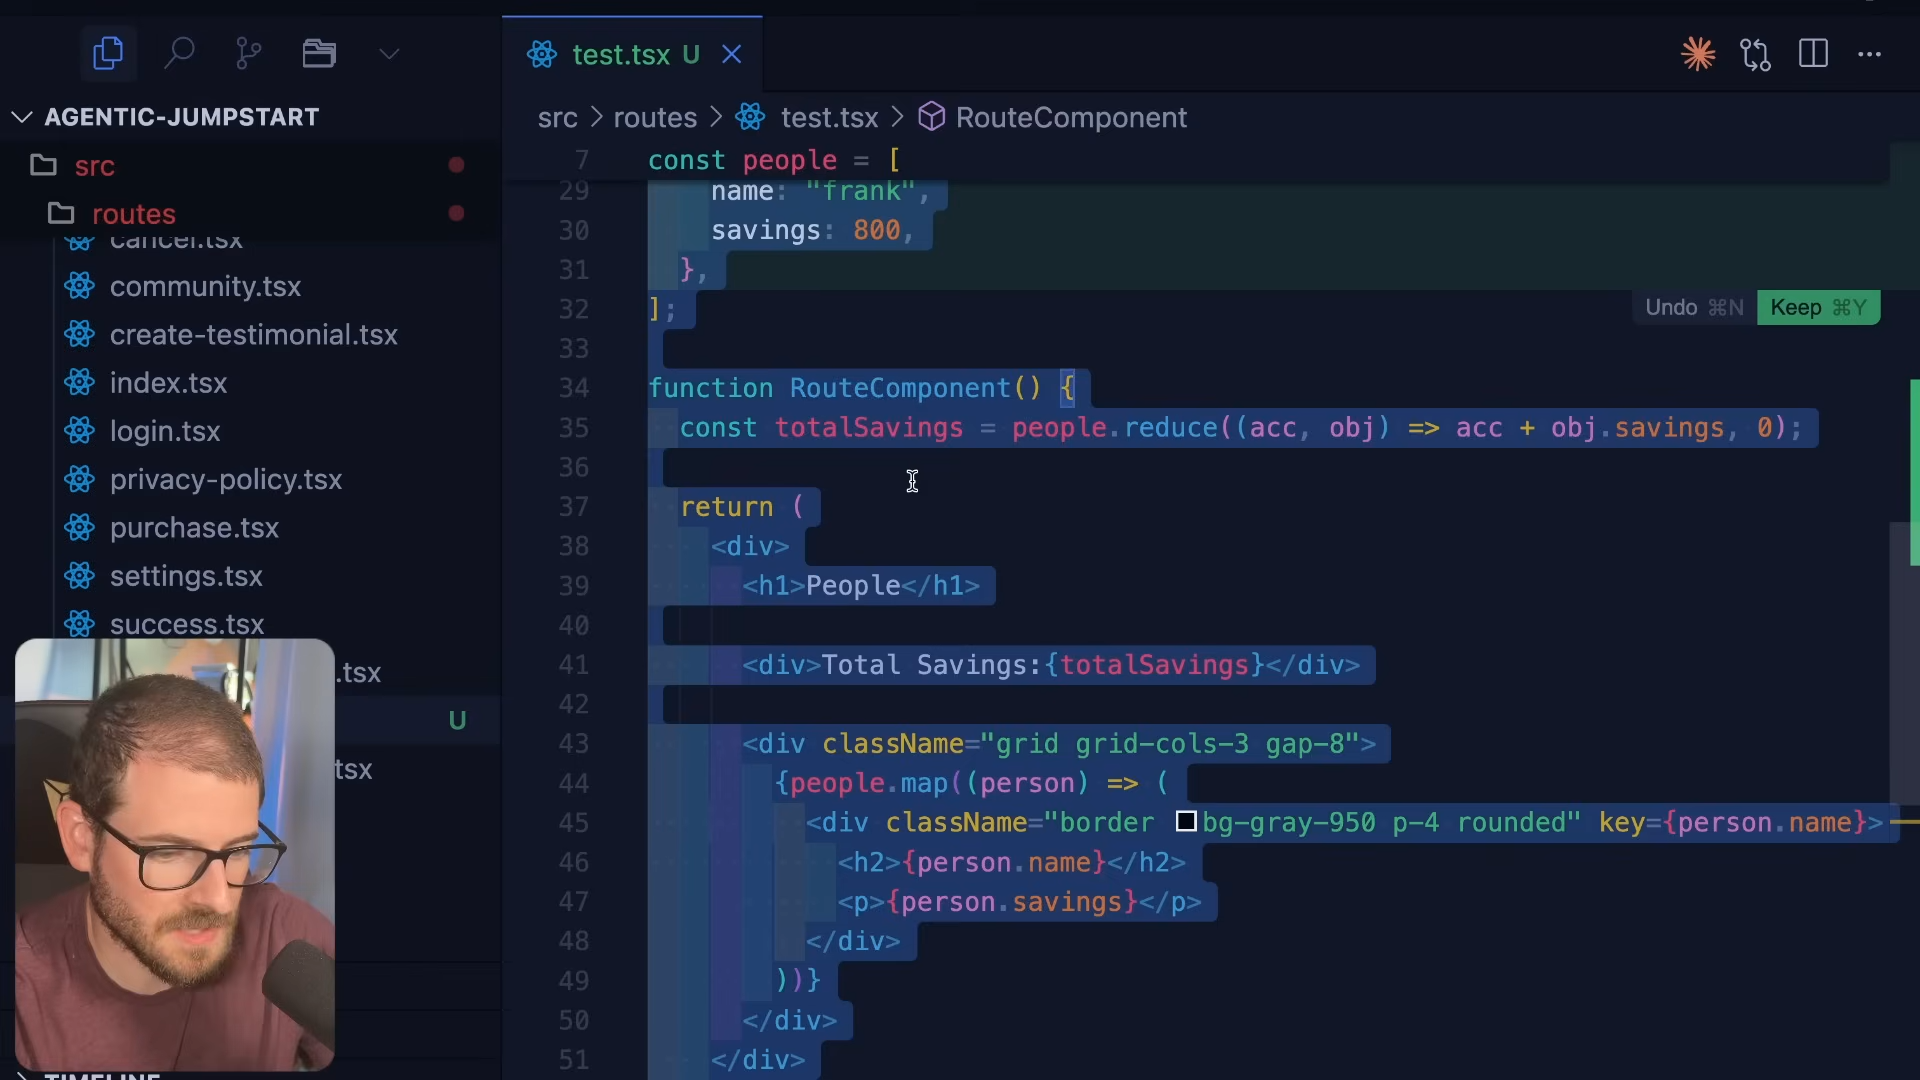 test.tsx U
AGENTIC-JUMPSTART
src
routes
cancel.tsx
community.tsx
create-testimonial.tsx
index.tsx
login.tsx
privacy-policy.tsx
purchase.tsx
settings.tsx
success.tsx
.tsx
U
tsx
TIMELINE
src > routes > test.tsx > RouteComponent
7 const people = [
29 name: "frank",
30 savings: 800,
31 },
32 ];
Undo ⌘N Keep ⌘Y
33
34 function RouteComponent() {
35 const totalSavings = people.reduce((acc, obj) => acc + obj.savings, 0);
36
37 return (
38 <div>
39 <h1>People</h1>
40
41 <div>Total Savings:{totalSavings}</div>
42
43 <div className="grid grid-cols-3 gap-8">
44 {people.map((person) => (
45 <div className="border bg-gray-950 p-4 rounded" key={person.name}>
46 <h2>{person.name}</h2>
47 <p>{person.savings}</p>
48 </div>
49 ))}
50 </div>
51 </div>